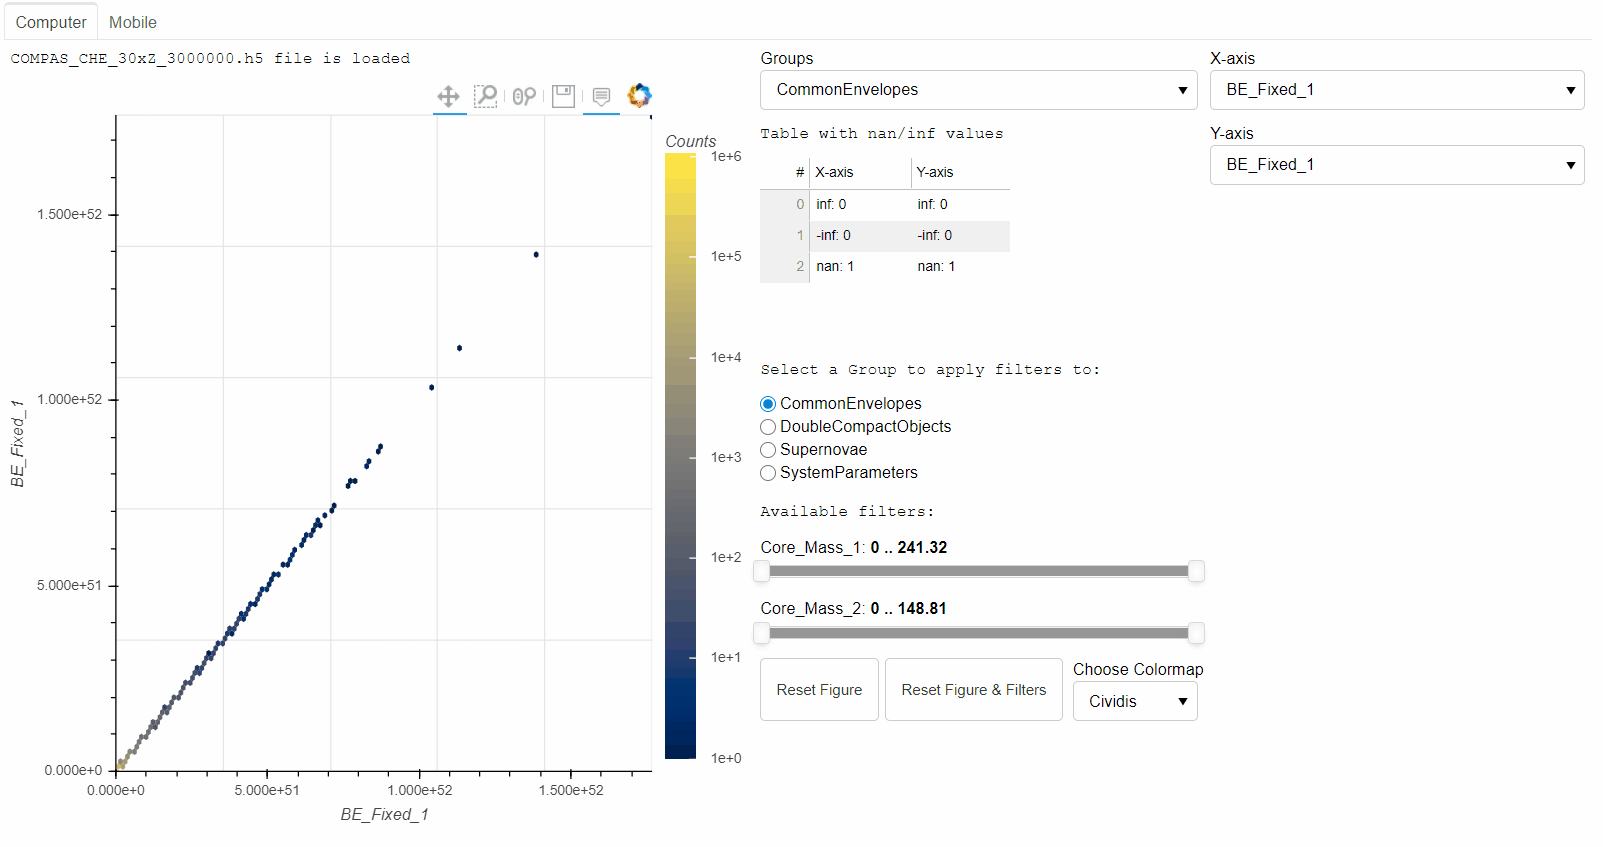 Computer
Mobile
COMPAS_CHE_30xZ_3000000.h5 file is loaded
Counts
1e+6
1e+5
1e+4
1e+3
1e+2
1e+1
1e+0
1.500e+52
1.000e+52
5.000e+51
0.000e+0
BE_Fixed_1
0.000e+0
5.000e+51
1.000e+52
1.500e+52
BE_Fixed_1
Groups
CommonEnvelopes
Table with nan/inf values
# X-axis Y-axis
0 inf: 0 inf: 0
1 -inf: 0 -inf: 0
2 nan: 1 nan: 1
Select a Group to apply filters to:
CommonEnvelopes
DoubleCompactObjects
Supernovae
SystemParameters
Available filters:
Core_Mass_1: 0 .. 241.32
Core_Mass_2: 0 .. 148.81
Reset Figure
Reset Figure & Filters
Choose Colormap
Cividis
X-axis
BE_Fixed_1
Y-axis
BE_Fixed_1